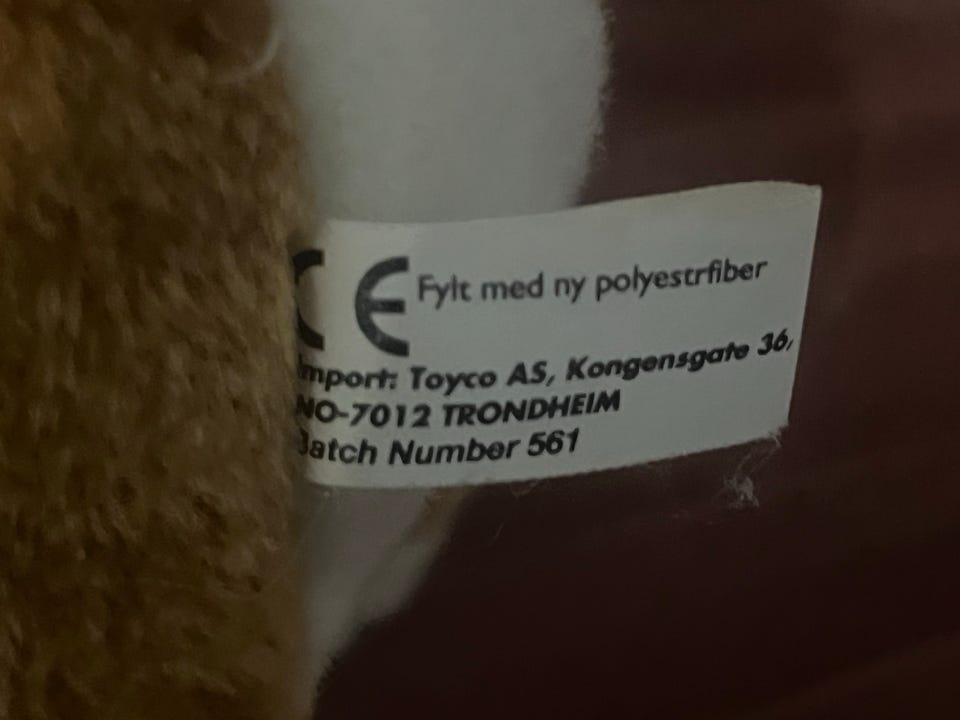 CE Fylt med ny polyestrfiber
Import: Toyco AS, Kongensgate 36,
NO-7012 TRONDHEIM
Batch Number 561